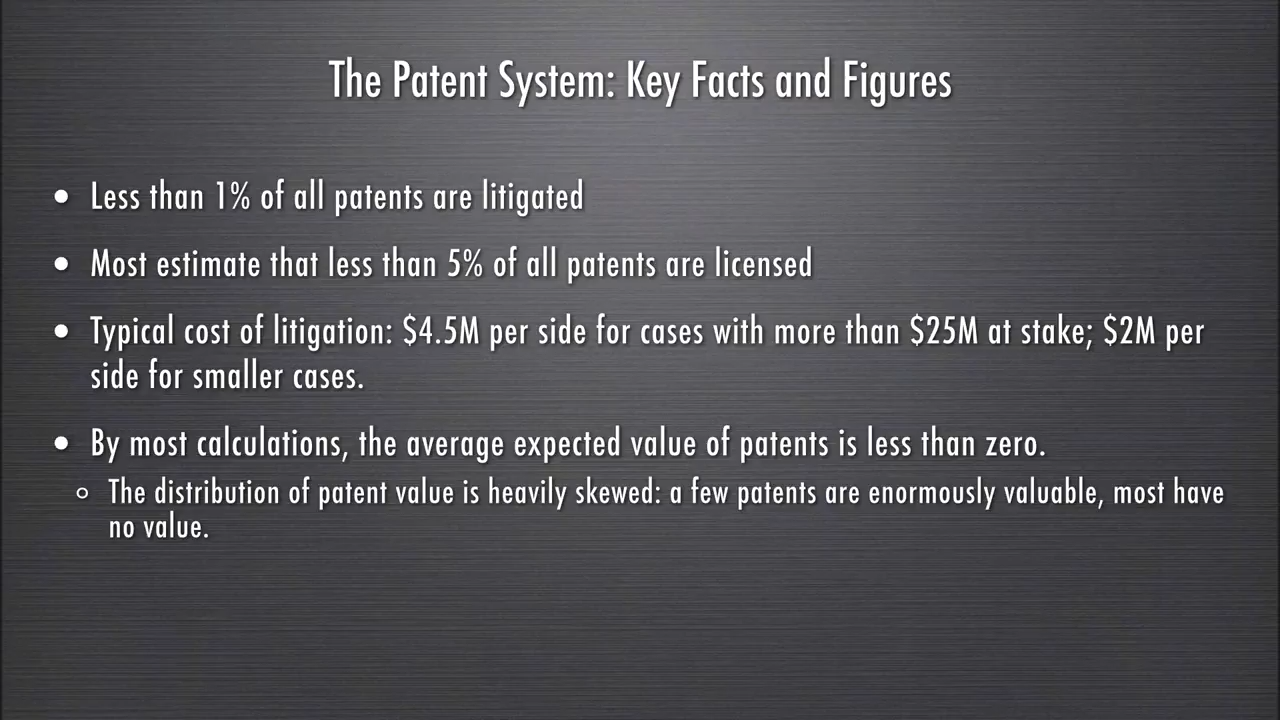 The Patent System: Key Facts and Figures
• Less than 1% of all patents are litigated
• Most estimate that less than 5% of all patents are licensed
• Typical cost of litigation: $4.5M per side for cases with more than $25M at stake; $2M per
side for smaller cases.
• By most calculations, the average expected value of patents is less than zero.
◦ The distribution of patent value is heavily skewed: a few patents are enormously valuable, most have
no value.